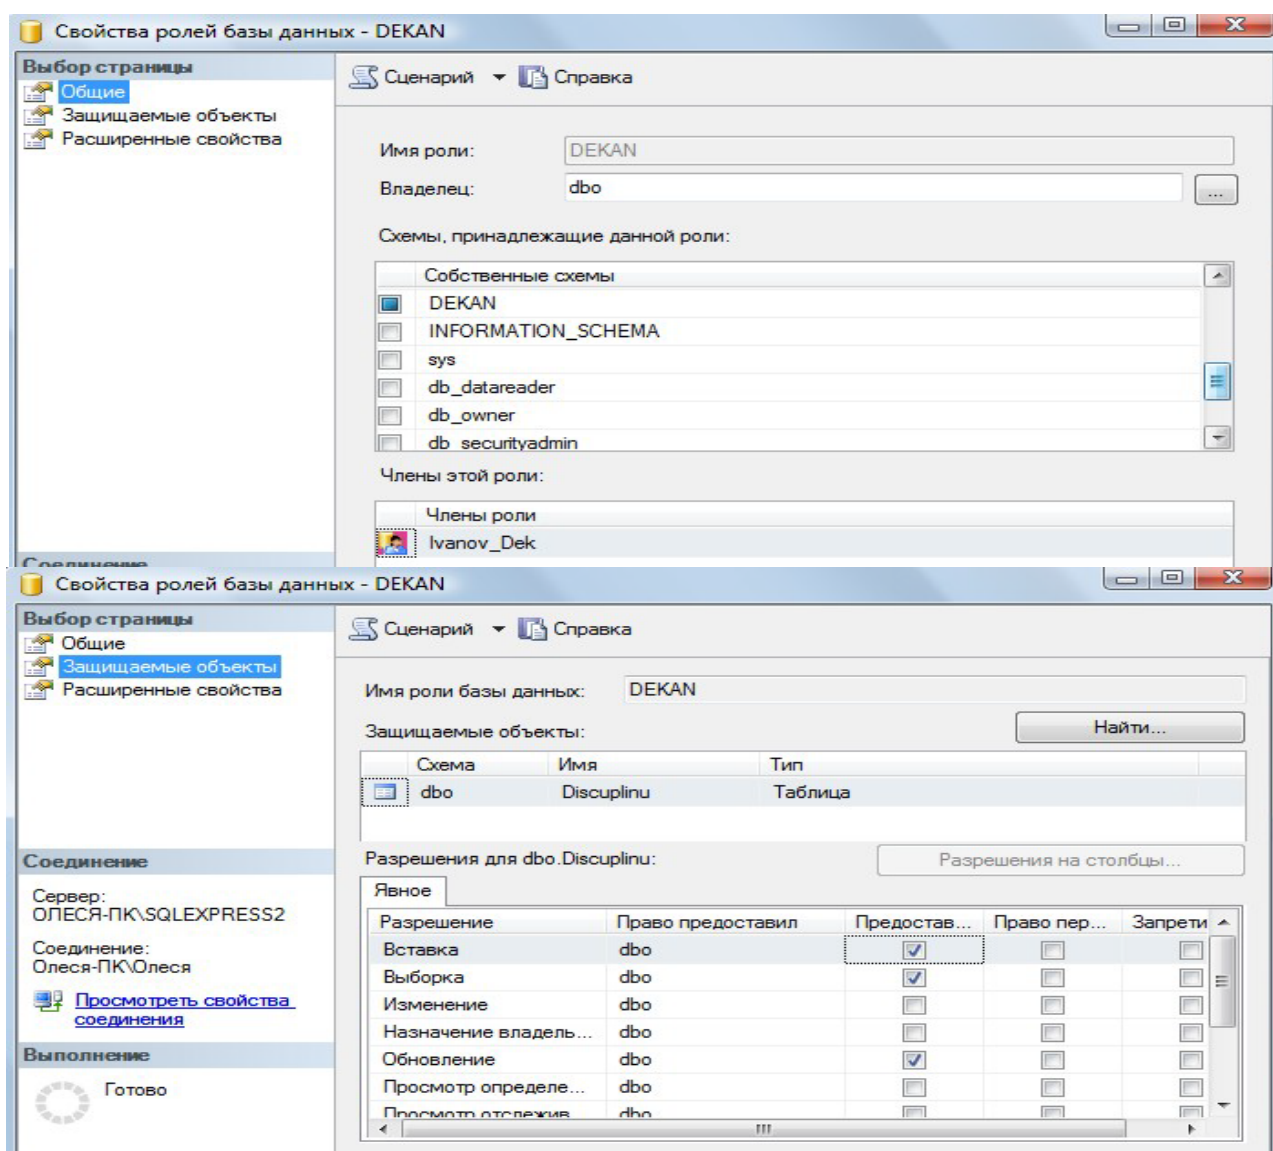 Свойства ролей базы данных - DEKAN
Выбор страницы
Общие
Защищаемые объекты
Расширенные свойства
Сценарий
Справка
Имя роли:
DEKAN
Владелец:
dbo
...
Схемы, принадлежащие данной роли:
Собственные схемы
DEKAN
INFORMATION_SCHEMA
sys
db_datareader
db_owner
db_securityadmin
Члены этой роли:
Члены роли
Ivanov_Dek
Соединение
Свойства ролей базы данных - DEKAN
Выбор страницы
Общие
Защищаемые объекты
Расширенные свойства
Сценарий
Справка
Имя роли базы данных:
DEKAN
Защищаемые объекты:
Найти...
Схема Имя Тип
dbo Discuplinu Таблица
Соединение
Сервер:
ОЛЕСЯ-ПК\SQLEXPRESS2
Соединение:
Олеся-ПК\Олеся
Просмотреть свойства
соединения
Выполнение
Готово
Разрешения для dbo.Discuplinu:
Разрешения на столбцы...
Явное
Разрешение Право предоставил Предостав... Право пер... Запрети
Вставка dbo
Выборка dbo
Изменение dbo
Назначение владель... dbo
Обновление dbo
Просмотр определе... dbo
Просмотр отслежив dbo